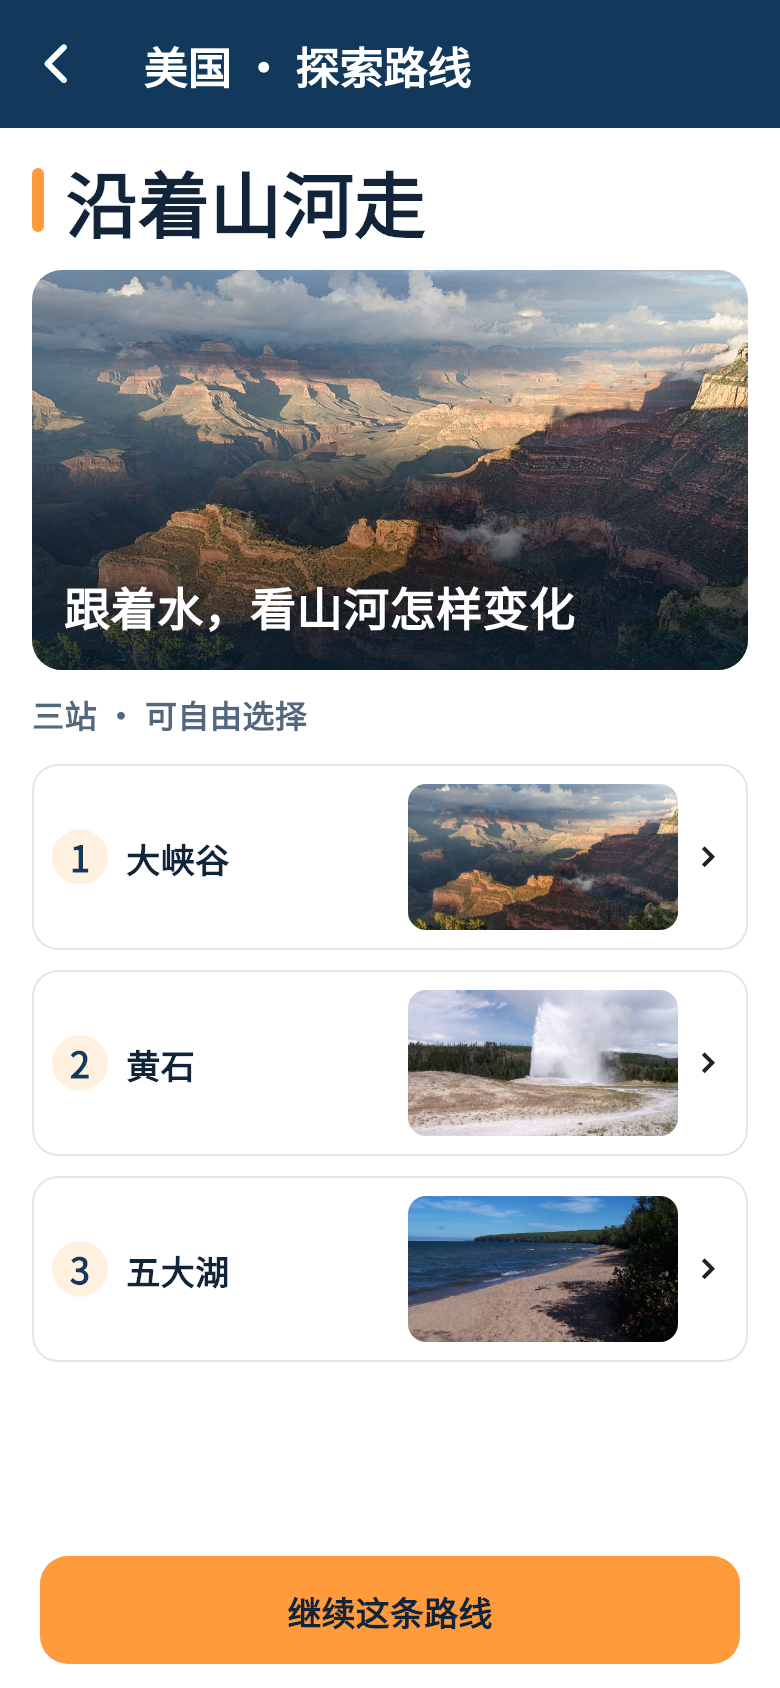 美国 · 探索路线
沿着山河走
跟着水，看山河怎样变化
三站 · 可自由选择
1 大峡谷
2 黄石
3 五大湖
继续这条路线